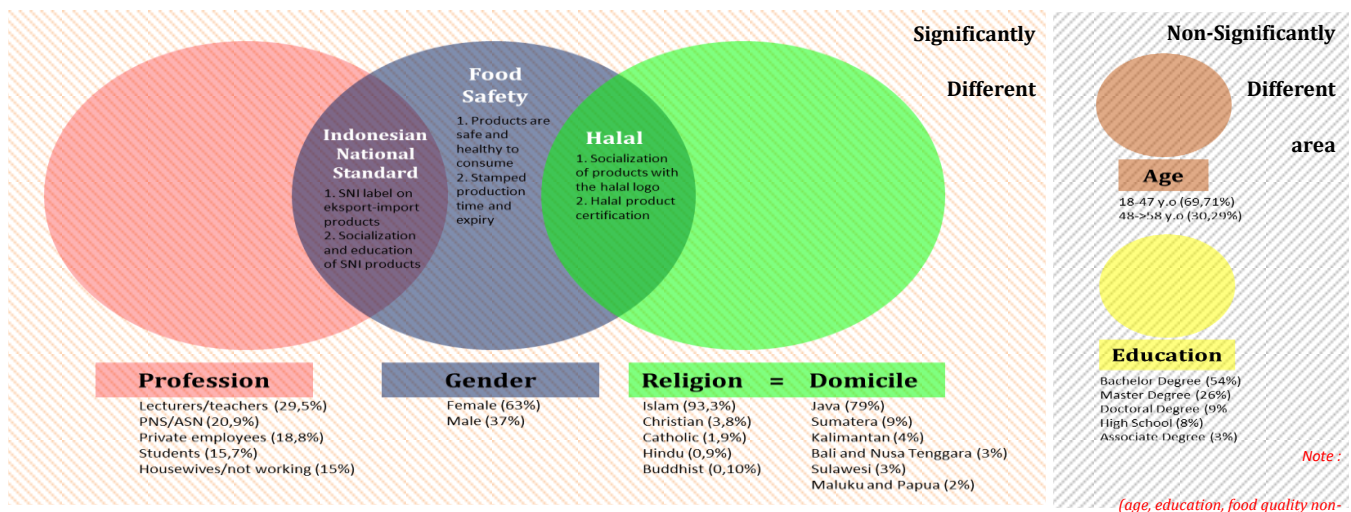 Significantly
Different
Food
Safety
1. Products are
safe and
healthy to
consume
2. Stamped
production
time and
expiry
Indonesian
National
Standard
1. SNI label on
eksport-import
products
2. Socialization
and education
of SNI products
Halal
1. Socialization
of products with
the halal logo
2. Halal product
certification
Profession
Lecturers/teachers (29,5%)
PNS/ASN (20,9%)
Private employees (18,8%)
Students (15,7%)
Housewives/not working (15%)
Gender
Female (63%)
Male (37%)
Religion = Domicile
Islam (93,3%)
Christian (3,8%)
Catholic (1,9%)
Hindu (0,9%)
Buddhist (0,10%)
Java (79%)
Sumatera (9%)
Kalimantan (4%)
Bali and Nusa Tenggara (3%)
Sulawesi (3%)
Maluku and Papua (2%)
Non-Significantly
Different
area
Age
18-47 y.o (69,71%)
48->58 y.o (30,29%)
Education
Bachelor Degree (54%)
Master Degree (26%)
Doctoral Degree (9%
High School (8%)
Associate Degree (3%)
Note :
(age, education, food quality non-